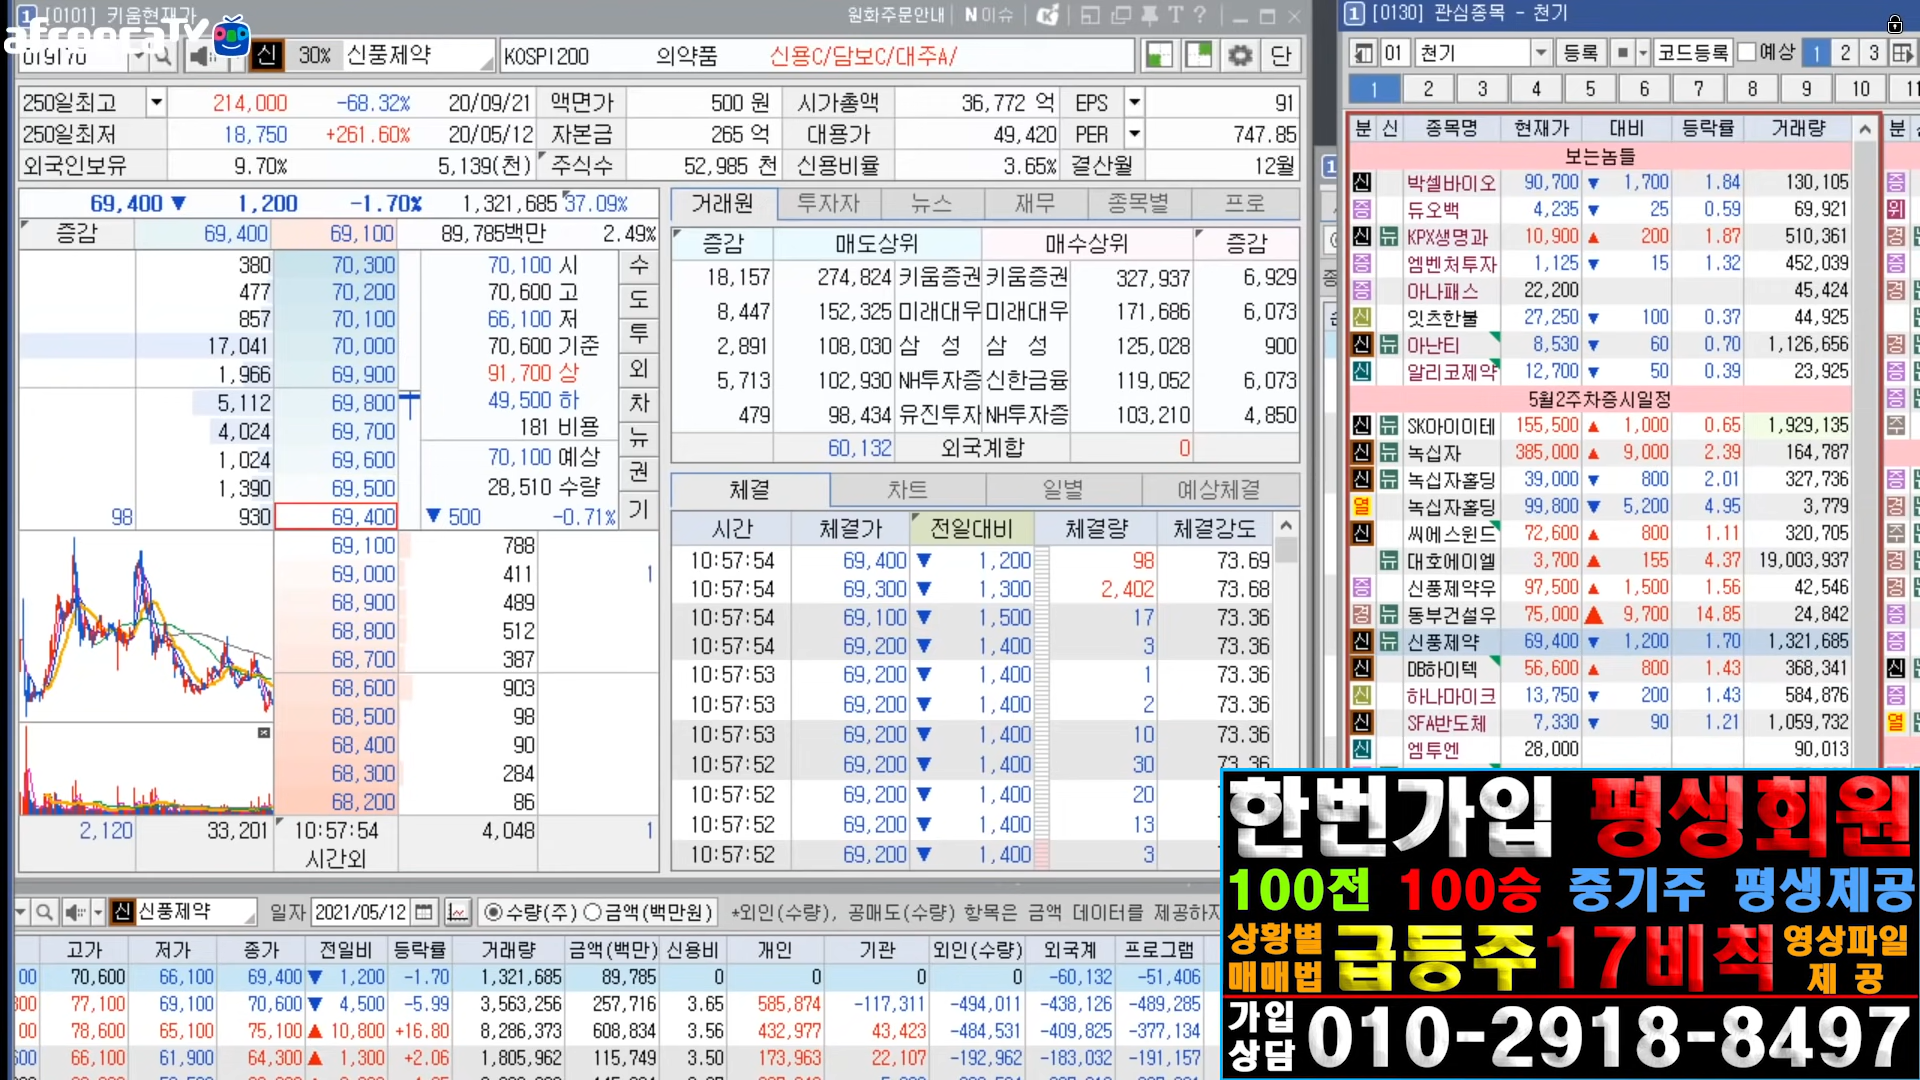 [0101] 키움현재가
원화주문안내 N이슈
afreecaTV
019170 신 30% 신풍제약 KOSPI200 의약품 신용C/담보C/대주A/ 단
250일최고 214,000 -68.32% 20/09/21 액면가 500 원 시가총액 36,772 억 EPS 91
250일최저 18,750 +261.60% 20/05/12 자본금 265 억 대용가 49,420 PER 747.85
외국인보유 9.70% 5,139(천) 주식수 52,985 천 신용비율 3.65% 결산월 12월
69,400 ▼ 1,200 -1.70% 1,321,685 37.09%
증감 69,400 69,100 89,785백만 2.49%
380 70,300 70,100 시 수
477 70,200 70,600 고 도
857 70,100 66,100 저
17,041 70,000 70,600 기준 투
1,966 69,900 91,700 상 외
5,112 69,800 49,500 하 차
4,024 69,700 181 비용 뉴
1,024 69,600 70,100 예상 권
1,390 69,500 28,510 수량
98 930 69,400 ▼ 500 -0.71% 기
69,100 788
69,000 411 1
68,900 489
68,800 512
68,700 387
68,600 903
68,500 98
68,400 90
68,300 284
68,200 86
2,120 33,201 10:57:54 4,048 1
시간외
거래원 투자자 뉴스 재무 종목별 프로
증감 매도상위 매수상위 증감
18,157 274,824 키움증권 키움증권 327,937 6,929
8,447 152,325 미래대우 미래대우 171,686 6,073
2,891 108,030 삼 성 삼 성 125,028 900
5,713 102,930 NH투자증 신한금융 119,052 6,073
479 98,434 유진투자 NH투자증 103,210 4,850
60,132 외국계합 0
체결 차트 일별 예상체결
시간 체결가 전일대비 체결량 체결강도
10:57:54 69,400 ▼ 1,200 98 73.69
10:57:54 69,300 ▼ 1,300 2,402 73.68
10:57:54 69,100 ▼ 1,500 17 73.36
10:57:54 69,200 ▼ 1,400 3 73.36
10:57:53 69,200 ▼ 1,400 1 73.36
10:57:53 69,200 ▼ 1,400 2 73.36
10:57:53 69,200 ▼ 1,400 10 73.36
10:57:52 69,200 ▼ 1,400 30 73.36
10:57:52 69,200 ▼ 1,400 20
10:57:52 69,200 ▼ 1,400 13
10:57:52 69,200 ▼ 1,400 3
신 신풍제약 일자 2021/05/12 수량(주) 금액(백만원) *외인(수량), 공매도(수량) 항목은 금액 데이터를 제공하지
고가 저가 종가 전일비 등락률 거래량 금액(백만) 신용비 개인 기관 외인(수량) 외국계 프로그램
00 70,600 66,100 69,400 ▼ 1,200 -1.70 1,321,685 89,785 0 0 0 0 -60,132 -51,406
300 77,100 69,100 70,600 ▼ 4,500 -5.99 3,563,256 257,716 3.65 585,874 -117,311 -494,011 -438,126 -489,285
00 78,600 65,100 75,100 ▲ 10,800 +16.80 8,286,373 608,834 3.56 432,977 43,423 -484,531 -409,825 -377,134
600 66,100 61,900 64,300 ▲ 1,300 +2.06 1,805,962 115,749 3.50 173,963 22,107 -192,962 -183,032 -191,157
1 [0130] 관심종목 - 천기
01 천기 등록 코드등록 예상 1 2 3
1 2 3 4 5 6 7 8 9 10 11
분 신 종목명 현재가 대비 등락률 거래량 분
보는놈들
신 박셀바이오 90,700 ▼ 1,700 1.84 130,105 증
증 듀오백 4,235 ▼ 25 0.59 69,921 위
신 뉴 KPX생명과 10,900 ▲ 200 1.87 510,361 경
증 엠벤처투자 1,125 ▼ 15 1.32 452,039 증
증 아나패스 22,200 45,424 경
신 잇츠한불 27,250 ▼ 100 0.37 44,925
신 뉴 아난티 8,530 ▼ 60 0.70 1,126,656 경
신 알리코제약 12,700 ▼ 50 0.39 23,925 증
5월2주차증시일정 증
신 뉴 SK아이이테 155,500 ▲ 1,000 0.65 1,929,135 주
신 뉴 녹십자 385,000 ▲ 9,000 2.39 164,787
신 뉴 녹십자홀딩 39,000 ▼ 800 2.01 327,736 증
열 녹십자홀딩 99,800 ▼ 5,200 4.95 3,779 증
신 씨에스윈드 72,600 ▲ 800 1.11 320,705 주
뉴 대호에이엘 3,700 ▲ 155 4.37 19,003,937 경
증 신풍제약우 97,500 ▲ 1,500 1.56 42,546 경
경 뉴 동부건설우 75,000 ▲ 9,700 14.85 24,842 증
신 뉴 신풍제약 69,400 ▼ 1,200 1.70 1,321,685 증
신 DB하이텍 56,600 ▲ 800 1.43 368,341 신
신 하나마이크 13,750 ▼ 200 1.43 584,876 증
신 SFA반도체 7,330 ▼ 90 1.21 1,059,732 열
신 엠투엔 28,000 90,013
한번가입 평생회원
100전 100승 중기주 평생제공
상황별 매매법 급등주 17비책 영상파일 제 공
가입 상담 010-2918-8497